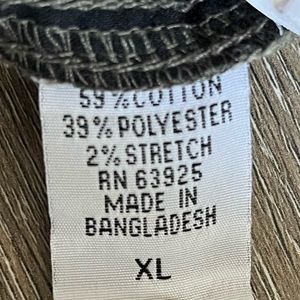 59% COTTON
39% POLYESTER
2% STRETCH
RN 63925
MADE IN
BANGLADESH
XL